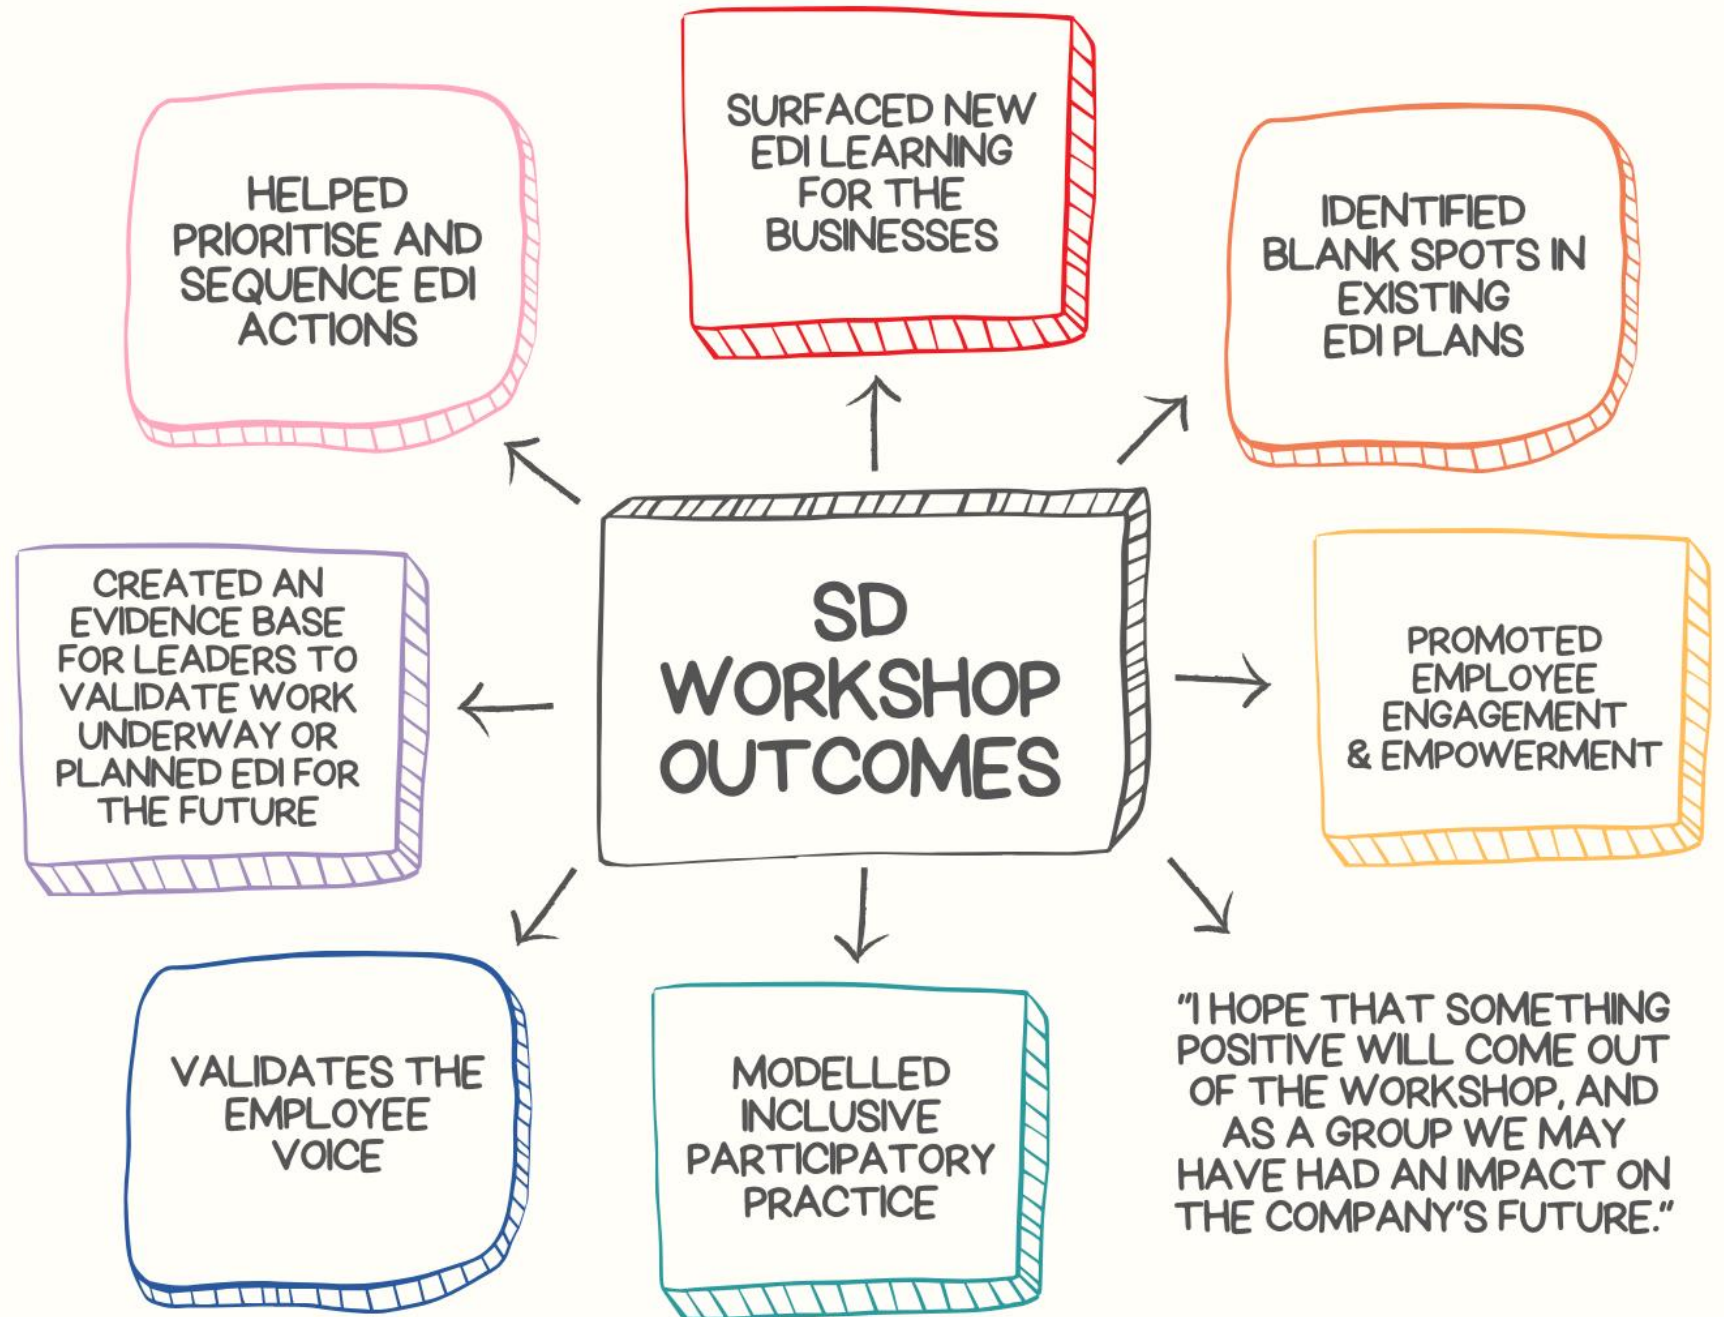 HELPED
PRIORITISE AND
SEQUENCE EDI
ACTIONS
SURFACED NEW
EDI LEARNING
FOR THE
BUSINESSES
IDENTIFIED
BLANK SPOTS IN
EXISTING
EDI PLANS
CREATED AN
EVIDENCE BASE
FOR LEADERS TO
VALIDATE WORK
UNDERWAY OR
PLANNED EDI FOR
THE FUTURE
SD
WORKSHOP
OUTCOMES
PROMOTED
EMPLOYEE
ENGAGEMENT
& EMPOWERMENT
VALIDATES THE
EMPLOYEE
VOICE
MODELLED
INCLUSIVE
PARTICIPATORY
PRACTICE
"I HOPE THAT SOMETHING
POSITIVE WILL COME OUT
OF THE WORKSHOP, AND
AS A GROUP WE MAY
HAVE HAD AN IMPACT ON
THE COMPANY'S FUTURE."